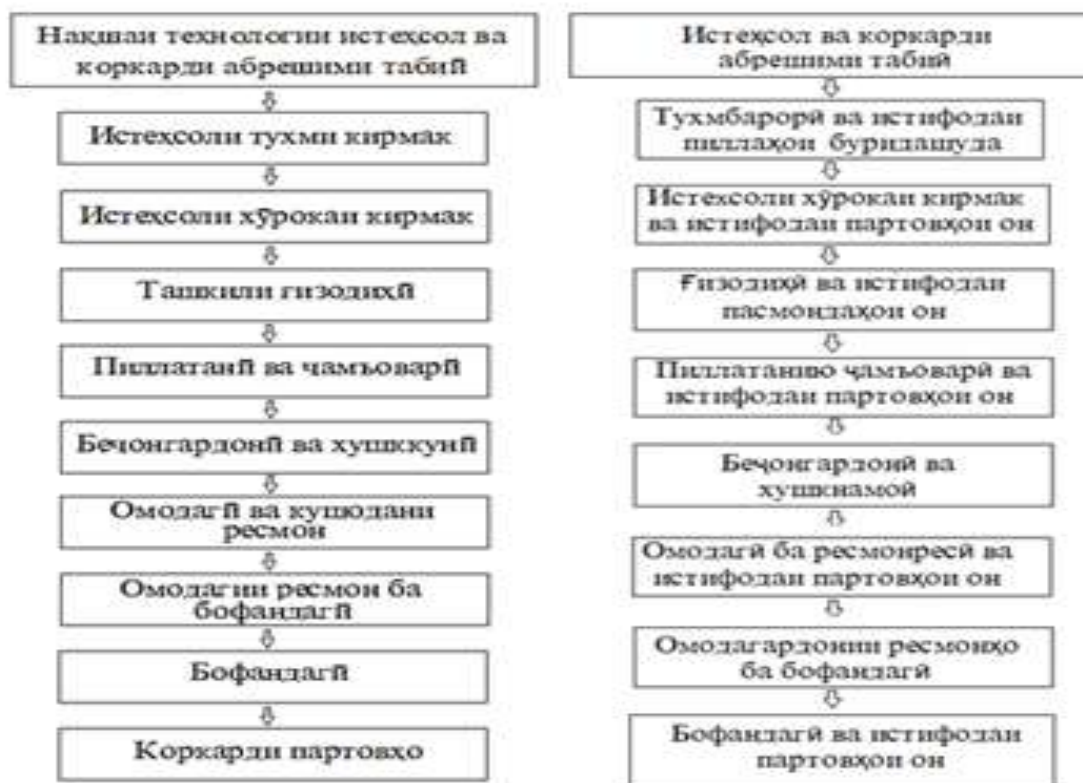 Нақшаи технологии истеҳсол ва
коркарди абрешими табиӣ
Истеҳсоли тухми кирмак
Истеҳсоли хӯрокаи кирмак
Ташкили ғизодиҳӣ
Пиллатанӣ ва ҷамъоварӣ
Беҷонгардонӣ ва хушккунӣ
Омодагӣ ва кушодани
ресмон
Омодагии ресмон ба
бофандагӣ
Бофандагӣ
Коркарди партовҳо
Истеҳсол ва коркарди
абрешими табиӣ
Тухмбарорӣ ва истифодаи
пиллаҳои буридашуда
Истехсоли хӯрокаи кирмак
ва истифодаи партовҳои он
Ғизодиҳӣ ва истифодаи
пасмондаҳои он
Пиллатанию ҷамъоварӣ ва
истифодаи партовҳои он
Беҷонгардонӣ ва
хушкнамоӣ
Омодагӣ ба ресмонресӣ ва
истифодаи партовҳои он
Омодагардонии ресмонҳо
ба бофандагӣ
Бофандагӣ ва истифодаи
партовҳои он